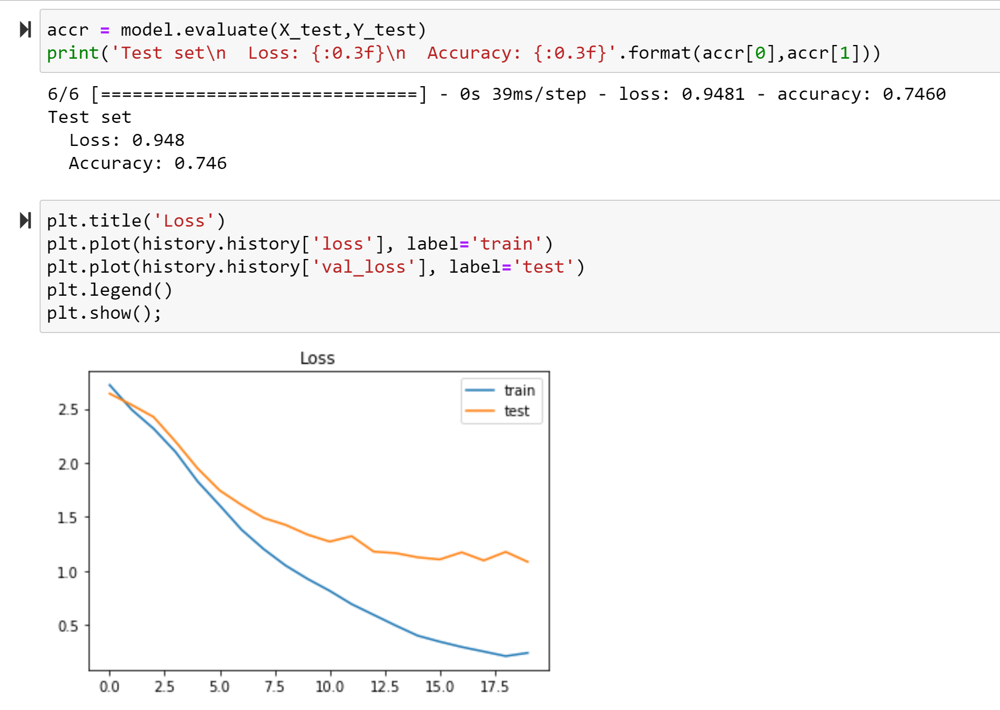 accr = model.evaluate(X_test,Y_test)
print('Test set\n  Loss: {:0.3f}\n  Accuracy: {:0.3f}'.format(accr[0],accr[1]))
6/6 [==============================] - 0s 39ms/step - loss: 0.9481 - accuracy: 0.7460
Test set
  Loss: 0.948
  Accuracy: 0.746
plt.title('Loss')
plt.plot(history.history['loss'], label='train')
plt.plot(history.history['val_loss'], label='test')
plt.legend()
plt.show();
Loss
train
test
2.5
2.0
1.5
1.0
0.5
0.0 2.5 5.0 7.5 10.0 12.5 15.0 17.5